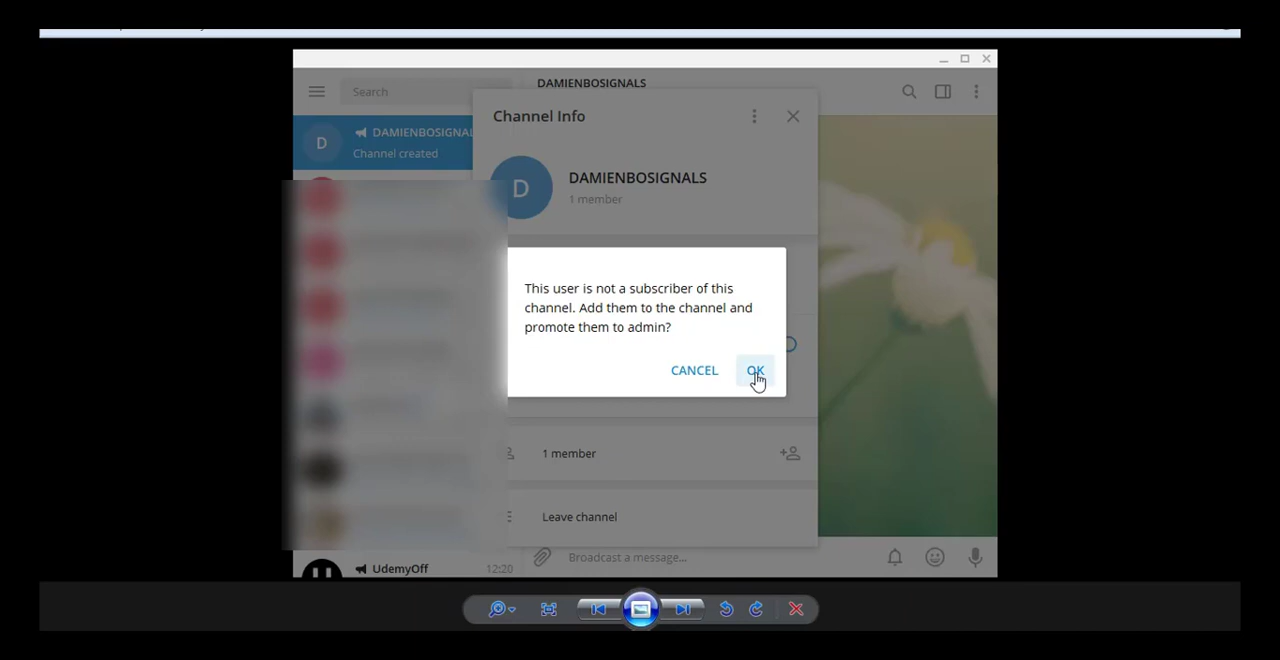 DAMIENBOSIGNALS
Search
Channel Info
DAMIENBOSIGNAL
Channel created
D
D
DAMIENBOSIGNALS
1 member
This user is not a subscriber of this
channel. Add them to the channel and
promote them to admin?
CANCEL
OK
1 member
Leave channel
Broadcast a message...
UdemyOff
12:20